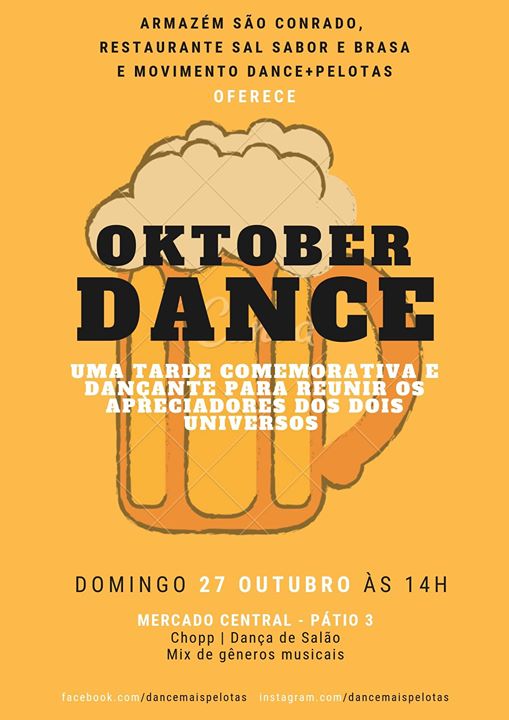 ARMAZÉM SÃO CONRADO,
RESTAURANTE SAL SABOR E BRASA
E MOVIMENTO DANCE+PELOTAS
OFERECE
OKTOBER
DANCE
UMA TARDE COMEMORATIVA E
DANÇANTE PARA REUNIR OS
APRECIADORES DOS DOIS
UNIVERSOS
DOMINGO 27 OUTUBRO ÀS 14H
MERCADO CENTRAL - PÁTIO 3
Chopp | Dança de Salão
Mix de gêneros musicais
facebook.com/dancemaispelotas instagram.com/dancemaispelotas